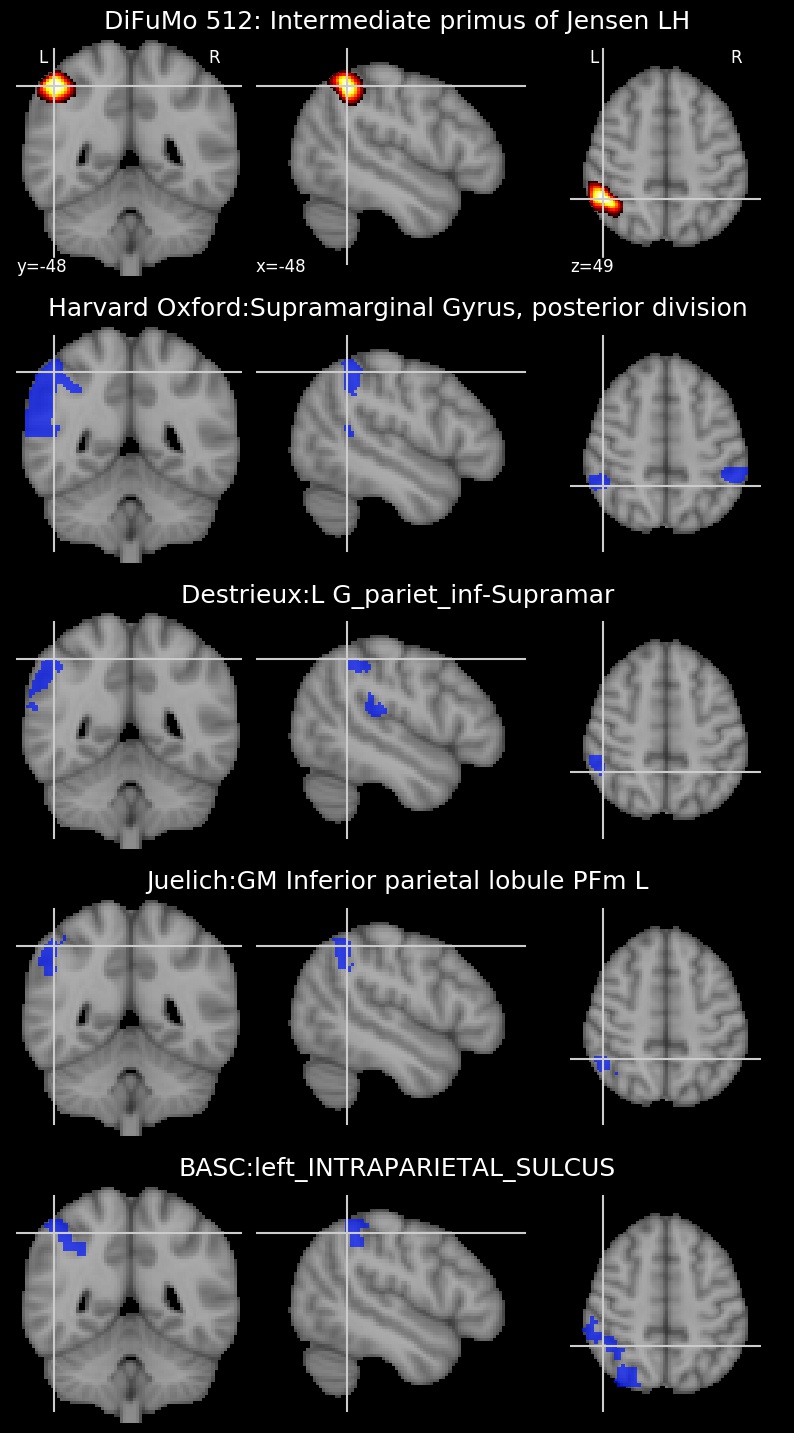 DiFuMo 512: Intermediate primus of Jensen LH
L R L R
y=-48 x=-48 z=49
Harvard Oxford:Supramarginal Gyrus, posterior division
Destrieux:L G_pariet_inf-Supramar
Juelich:GM Inferior parietal lobule PFm L
BASC:left_INTRAPARIETAL_SULCUS